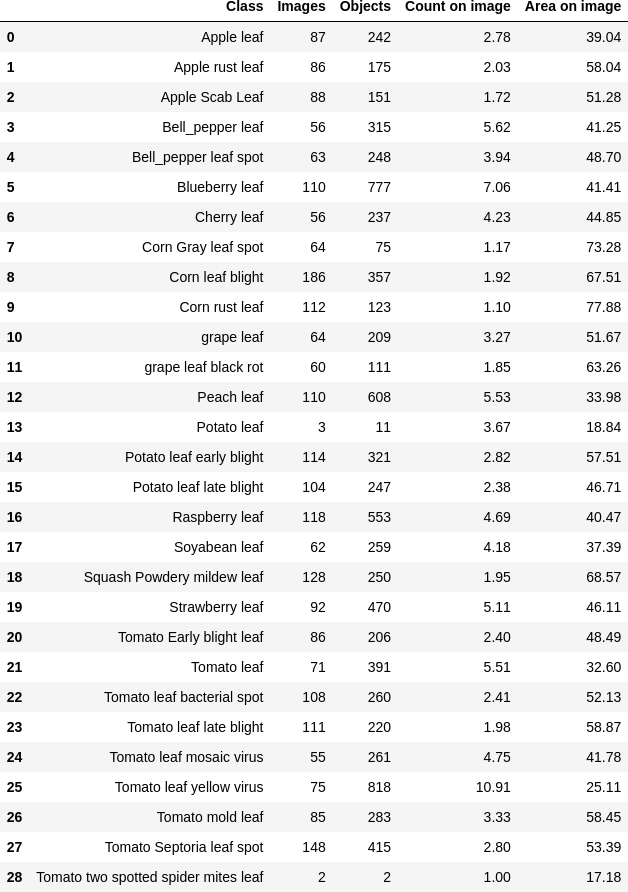 Class Images Objects Count on image Area on image
0 Apple leaf 87 242 2.78 39.04
1 Apple rust leaf 86 175 2.03 58.04
2 Apple Scab Leaf 88 151 1.72 51.28
3 Bell_pepper leaf 56 315 5.62 41.25
4 Bell_pepper leaf spot 63 248 3.94 48.70
5 Blueberry leaf 110 777 7.06 41.41
6 Cherry leaf 56 237 4.23 44.85
7 Corn Gray leaf spot 64 75 1.17 73.28
8 Corn leaf blight 186 357 1.92 67.51
9 Corn rust leaf 112 123 1.10 77.88
10 grape leaf 64 209 3.27 51.67
11 grape leaf black rot 60 111 1.85 63.26
12 Peach leaf 110 608 5.53 33.98
13 Potato leaf 3 11 3.67 18.84
14 Potato leaf early blight 114 321 2.82 57.51
15 Potato leaf late blight 104 247 2.38 46.71
16 Raspberry leaf 118 553 4.69 40.47
17 Soyabean leaf 62 259 4.18 37.39
18 Squash Powdery mildew leaf 128 250 1.95 68.57
19 Strawberry leaf 92 470 5.11 46.11
20 Tomato Early blight leaf 86 206 2.40 48.49
21 Tomato leaf 71 391 5.51 32.60
22 Tomato leaf bacterial spot 108 260 2.41 52.13
23 Tomato leaf late blight 111 220 1.98 58.87
24 Tomato leaf mosaic virus 55 261 4.75 41.78
25 Tomato leaf yellow virus 75 818 10.91 25.11
26 Tomato mold leaf 85 283 3.33 58.45
27 Tomato Septoria leaf spot 148 415 2.80 53.39
28 Tomato two spotted spider mites leaf 2 2 1.00 17.18